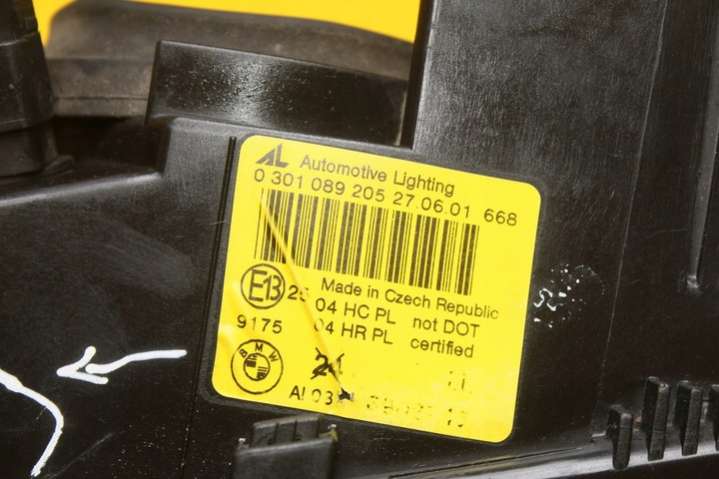 AL Automotive Lighting
0 301 089 205 27.06.01 668
Made in Czech Republic
E13 25 04 HC PL not DOT
9175 04 HR PL certified
BMW